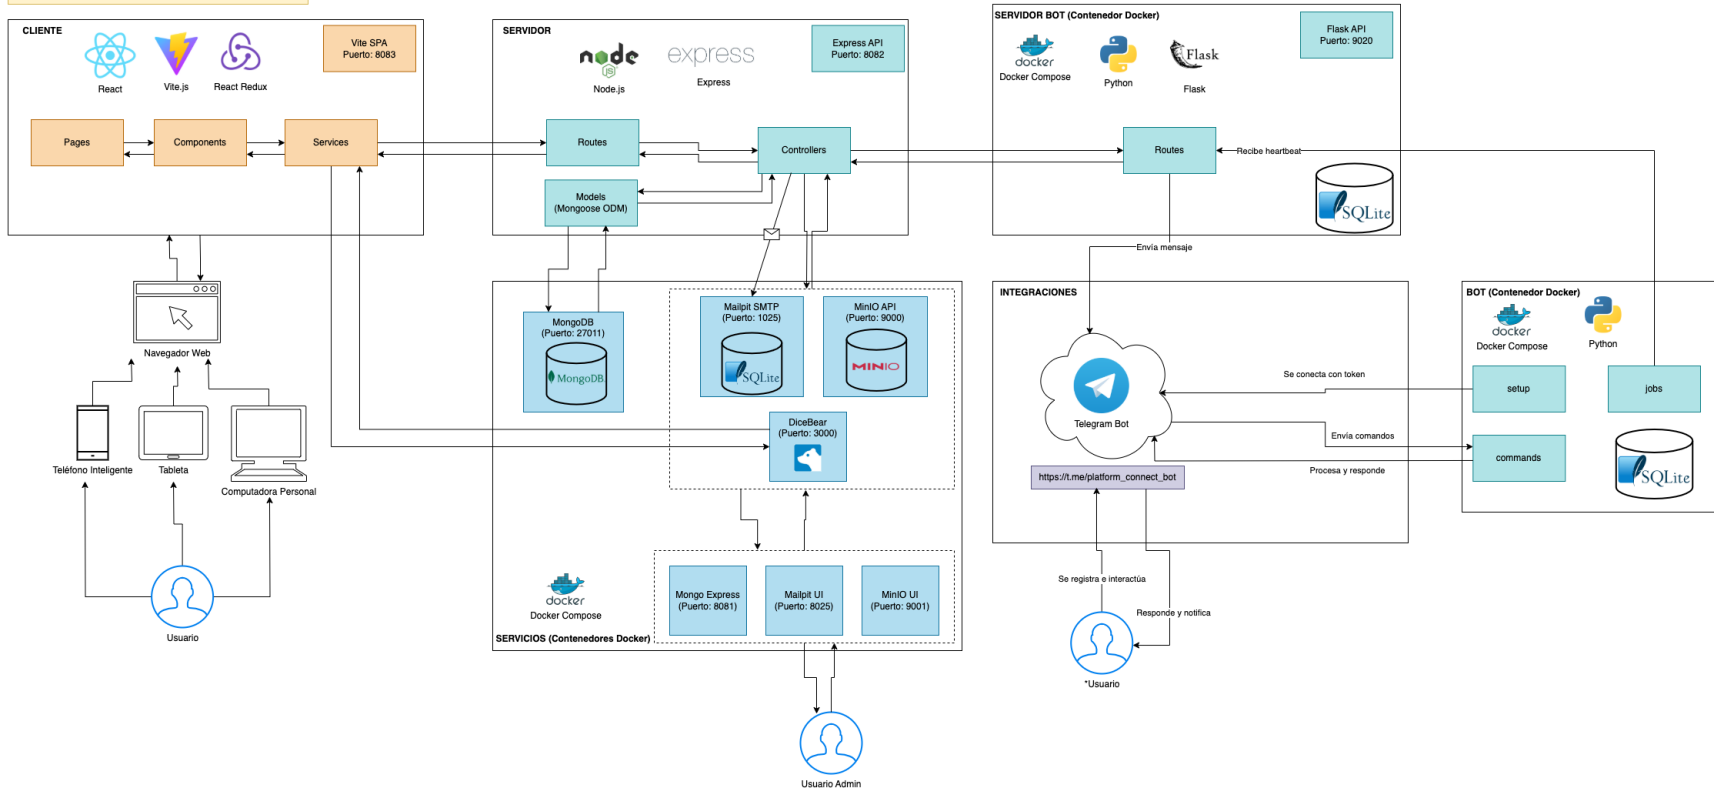 CLIENTE
React
Vite.js
React Redux
Vite SPA
Puerto: 8083
Pages
Components
Services
SERVIDOR
node
JS
Node.js
express
Express
Express API
Puerto: 8082
Routes
Controllers
Models
(Mongoose ODM)
SERVIDOR BOT (Contenedor Docker)
docker
Docker Compose
Python
Flask
Flask
Flask API
Puerto: 9020
Routes
Recibe heartbeat
SQLite
Envía mensaje
Navegador Web
Teléfono Inteligente
Tableta
Computadora Personal
Usuario
MongoDB
(Puerto: 27011)
MongoDB
Mailpit SMTP
(Puerto: 1025)
SQLite
MinIO API
(Puerto: 9000)
MINIO
DiceBear
(Puerto: 3000)
docker
Docker Compose
SERVICIOS (Contenedores Docker)
Mongo Express
(Puerto: 8081)
Mailpit UI
(Puerto: 8025)
MinIO UI
(Puerto: 9001)
Usuario Admin
INTEGRACIONES
Telegram Bot
https://t.me/platform_connect_bot
Se conecta con token
Envía comandos
Procesa y responde
Se registra e interactúa
Responde y notifica
*Usuario
BOT (Contenedor Docker)
docker
Docker Compose
Python
setup
jobs
commands
SQLite